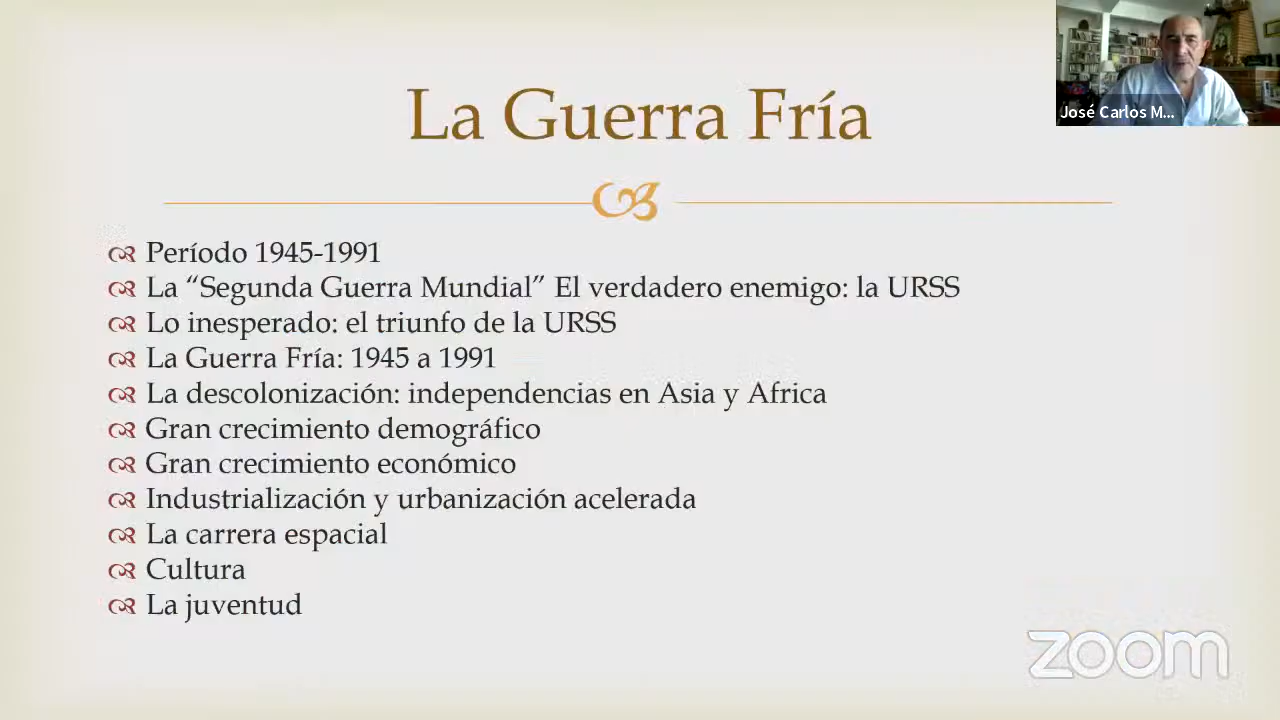 José Carlos M...
La Guerra Fría
Período 1945-1991
La “Segunda Guerra Mundial” El verdadero enemigo: la URSS
Lo inesperado: el triunfo de la URSS
La Guerra Fría: 1945 a 1991
La descolonización: independencias en Asia y Africa
Gran crecimiento demográfico
Gran crecimiento económico
Industrialización y urbanización acelerada
La carrera espacial
Cultura
La juventud
zoom